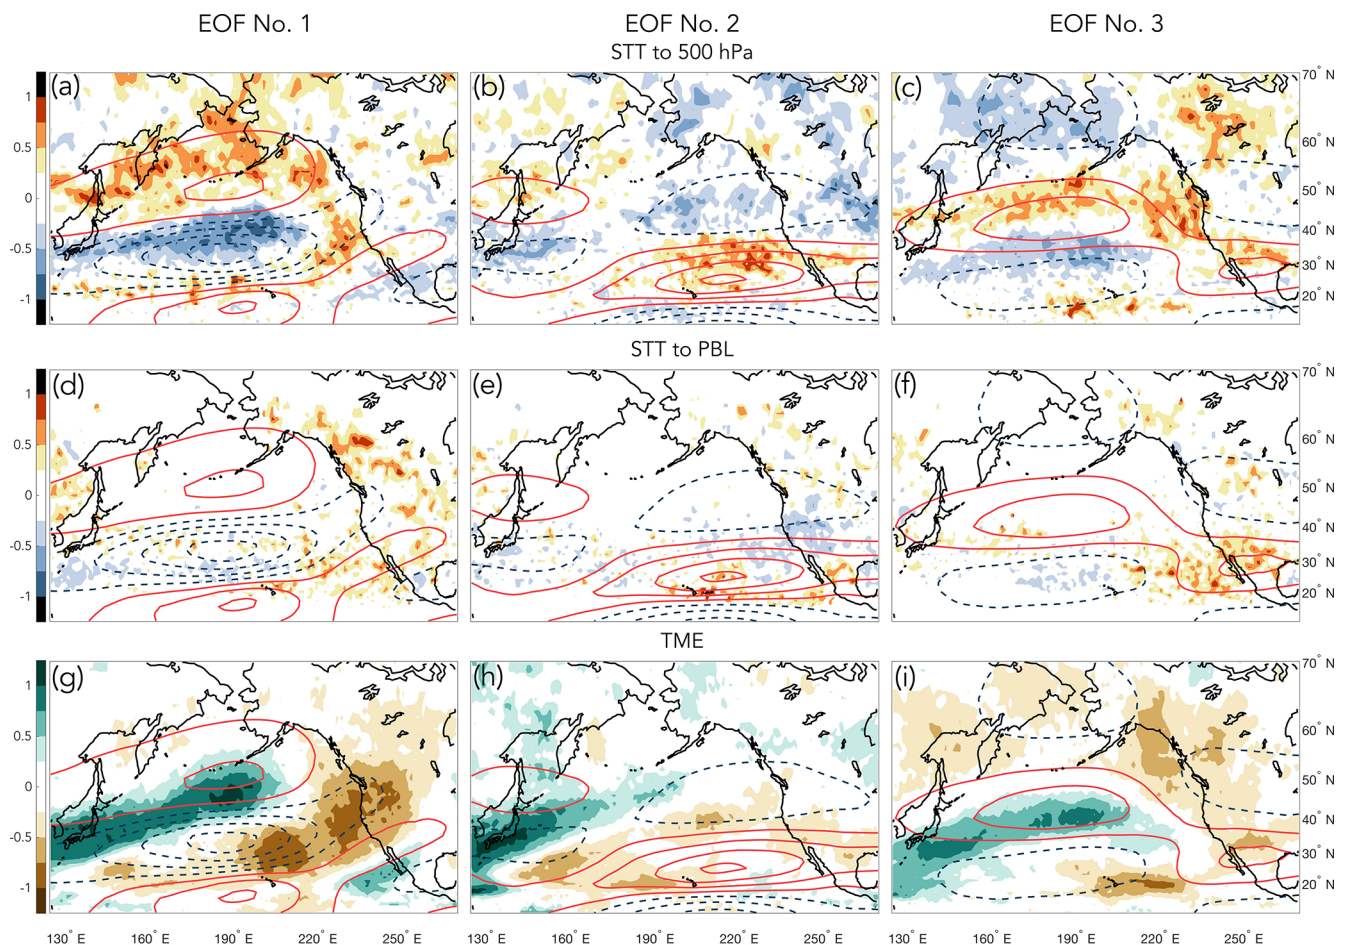 EOF No. 1 EOF No. 2 EOF No. 3
STT to 500 hPa
(a) (b) (c)
1
0.5
0
-0.5
-1
70° N
60° N
50° N
40° N
30° N
20° N
STT to PBL
(d) (e) (f)
1
0.5
0
-0.5
-1
70° N
60° N
50° N
40° N
30° N
20° N
TME
(g) (h) (i)
1
0.5
0
-0.5
-1
70° N
60° N
50° N
40° N
30° N
20° N
130° E 160° E 190° E 220° E 250° E 130° E 160° E 190° E 220° E 250° E 130° E 160° E 190° E 220° E 250° E